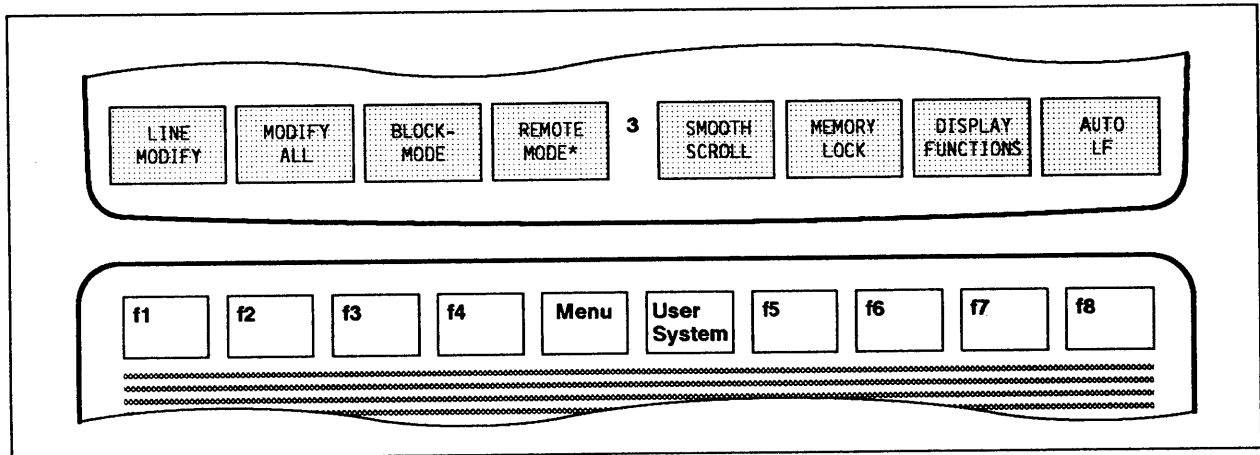 LINE MODIFY
MODIFY ALL
BLOCK-MODE
REMOTE MODE*
3
SMOOTH SCROLL
MEMORY LOCK
DISPLAY FUNCTIONS
AUTO LF
f1
f2
f3
f4
Menu
User System
f5
f6
f7
f8